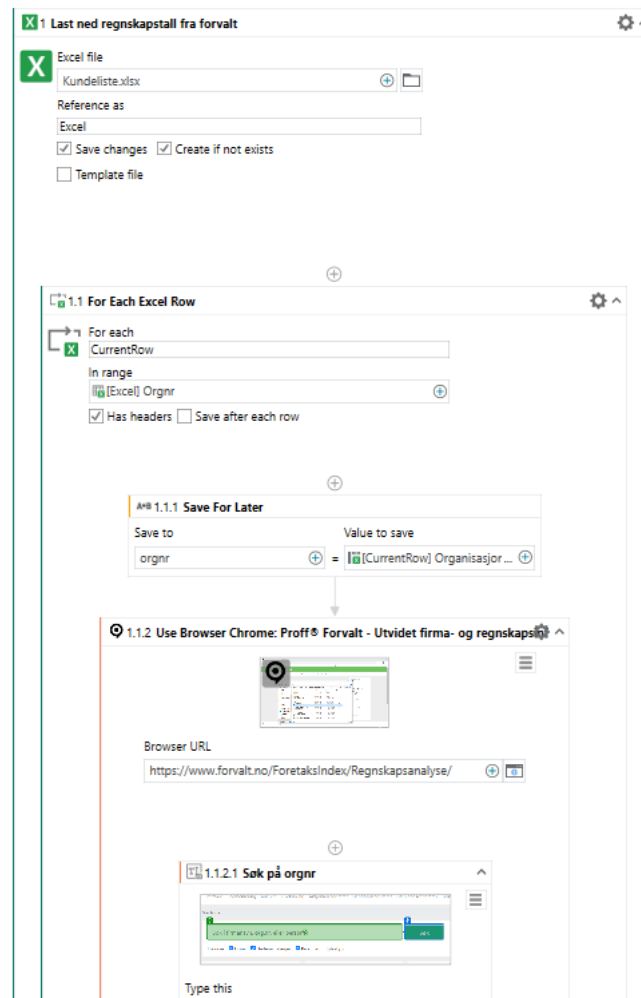 1 Last ned regnskapstall fra forvalt
Excel file
Kundeliste.xlsx
Reference as
Excel
Save changes Create if not exists
Template file
1.1 For Each Excel Row
For each
CurrentRow
In range
[Excel] Orgnr
Has headers Save after each row
A*B 1.1.1 Save For Later
Save to Value to save
orgnr = [CurrentRow] Organisasjor ...
1.1.2 Use Browser Chrome: Proff® Forvalt - Utvidet firma- og regnskapsin
Browser URL
https://www.forvalt.no/ForetaksIndex/Regnskapsanalyse/
1.1.2.1 Søk på orgnr
Type this